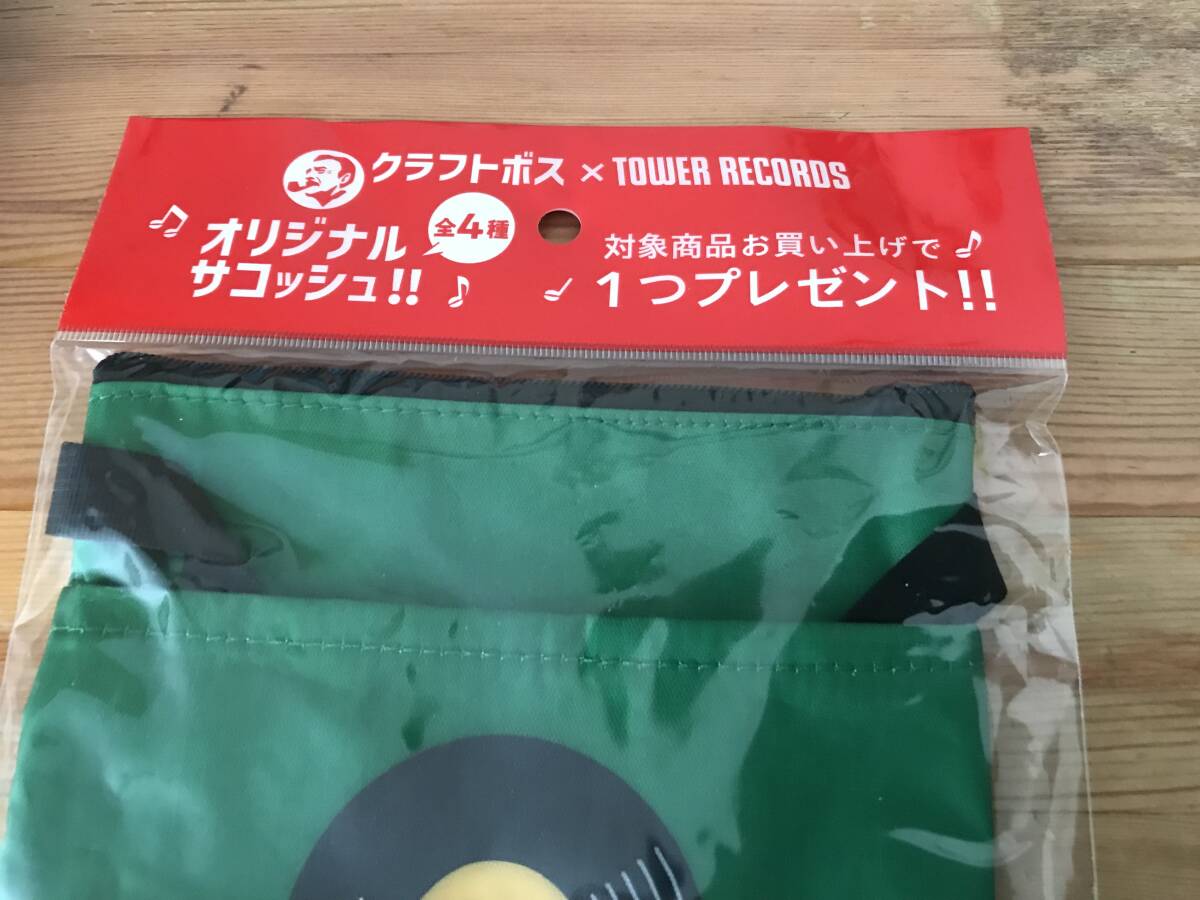 クラフトボス × TOWER RECORDS
オリジナル
サコッシュ!!
全4種
対象商品お買い上げで
1つプレゼント!!